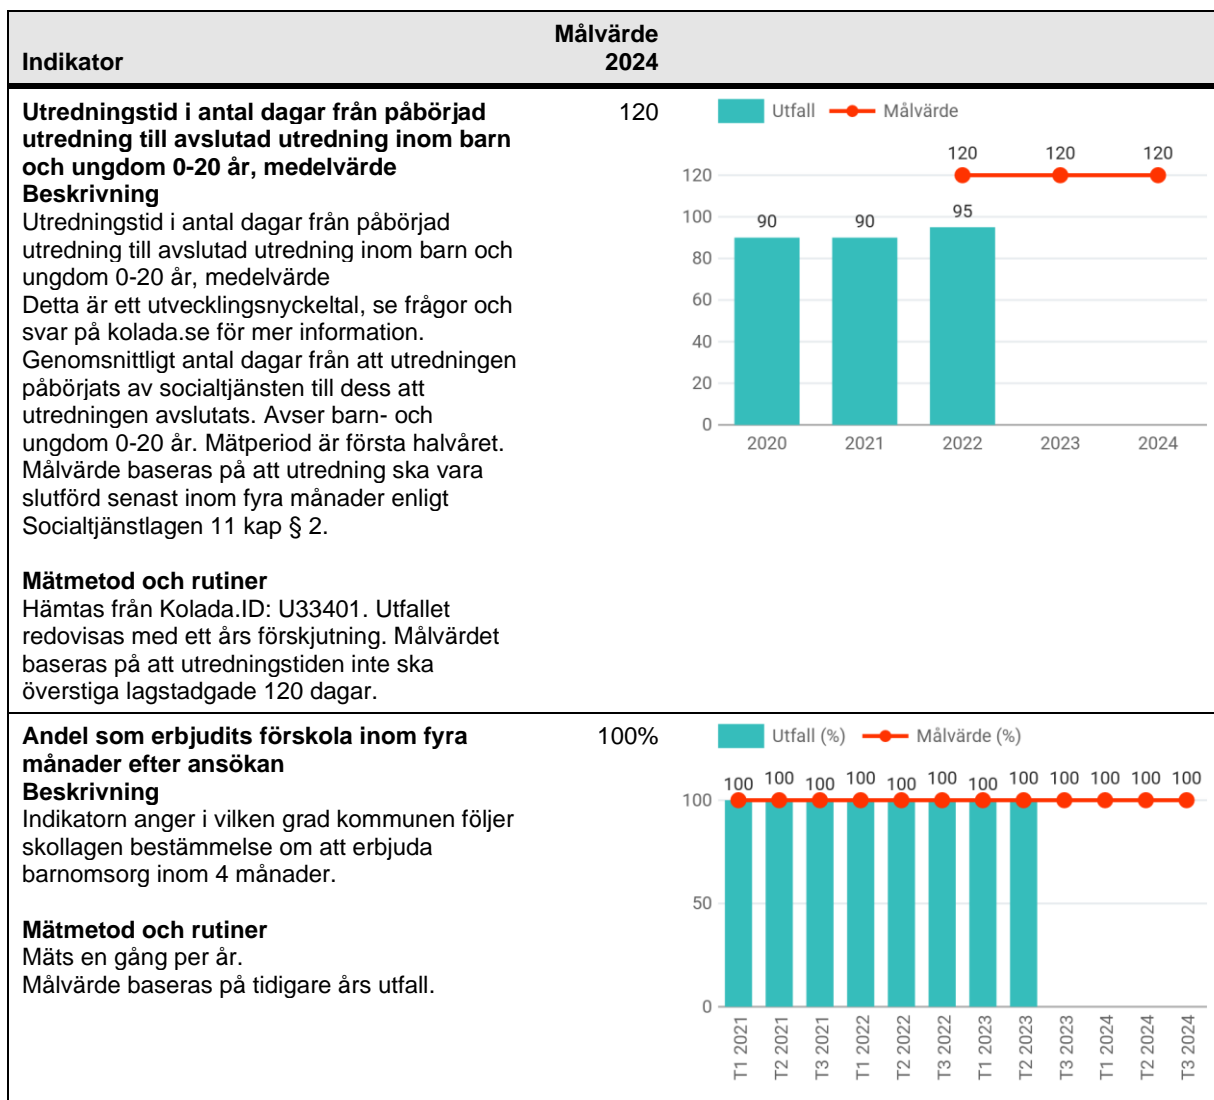 Indikator
Målvärde
2024
Utredningstid i antal dagar från påbörjad
utredning till avslutad utredning inom barn
och ungdom 0-20 år, medelvärde
Beskrivning
Utredningstid i antal dagar från påbörjad
utredning till avslutad utredning inom barn och
ungdom 0-20 år, medelvärde
Detta är ett utvecklingsnyckeltal, se frågor och
svar på kolada.se för mer information.
Genomsnittligt antal dagar från att utredningen
påbörjats av socialtjänsten till dess att
utredningen avslutats. Avser barn- och
ungdom 0-20 år. Mätperiod är första halvåret.
Målvärde baseras på att utredning ska vara
slutförd senast inom fyra månader enligt
Socialtjänstlagen 11 kap § 2.
Mätmetod och rutiner
Hämtas från Kolada.ID: U33401. Utfallet
redovisas med ett års förskjutning. Målvärdet
baseras på att utredningstiden inte ska
överstiga lagstadgade 120 dagar.
120
Utfall Målvärde
120 120 120
120
100
80
60
40
20
0
90 90 95
2020 2021 2022 2023 2024
Andel som erbjudits förskola inom fyra
månader efter ansökan
Beskrivning
Indikatorn anger i vilken grad kommunen följer
skollagen bestämmelse om att erbjuda
barnomsorg inom 4 månader.
Mätmetod och rutiner
Mäts en gång per år.
Målvärde baseras på tidigare års utfall.
100%
Utfall (%) Målvärde (%)
100 100 100 100 100 100 100 100 100 100 100 100
100
50
0
T1 2021
T2 2021
T3 2021
T1 2022
T2 2022
T3 2022
T1 2023
T2 2023
T3 2023
T1 2024
T2 2024
T3 2024